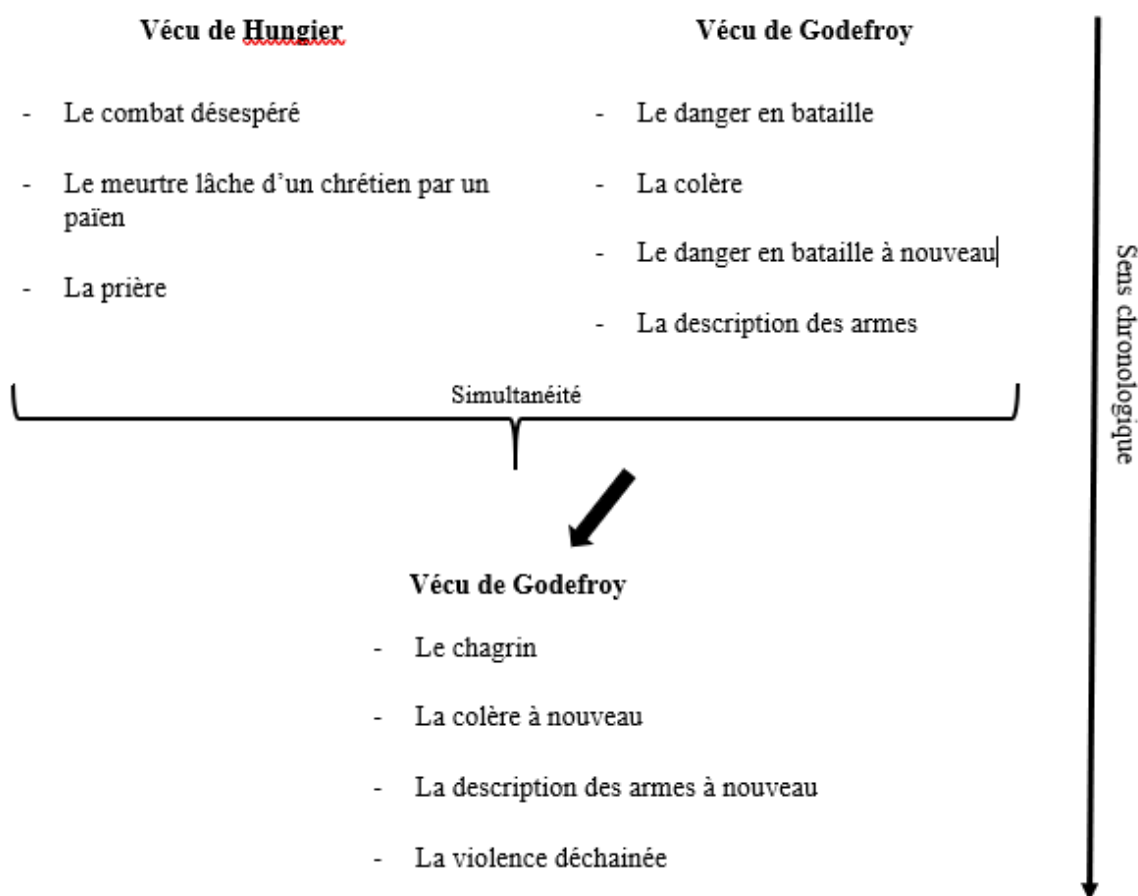 Vécu de Hungier
- Le combat désespéré
- Le meurtre lâche d’un chrétien par un
païen
- La prière
Vécu de Godefroy
- Le danger en bataille
- La colère
- Le danger en bataille à nouveau
- La description des armes
Simultanéité
Vécu de Godefroy
- Le chagrin
- La colère à nouveau
- La description des armes à nouveau
- La violence déchainée
Sens chronologique